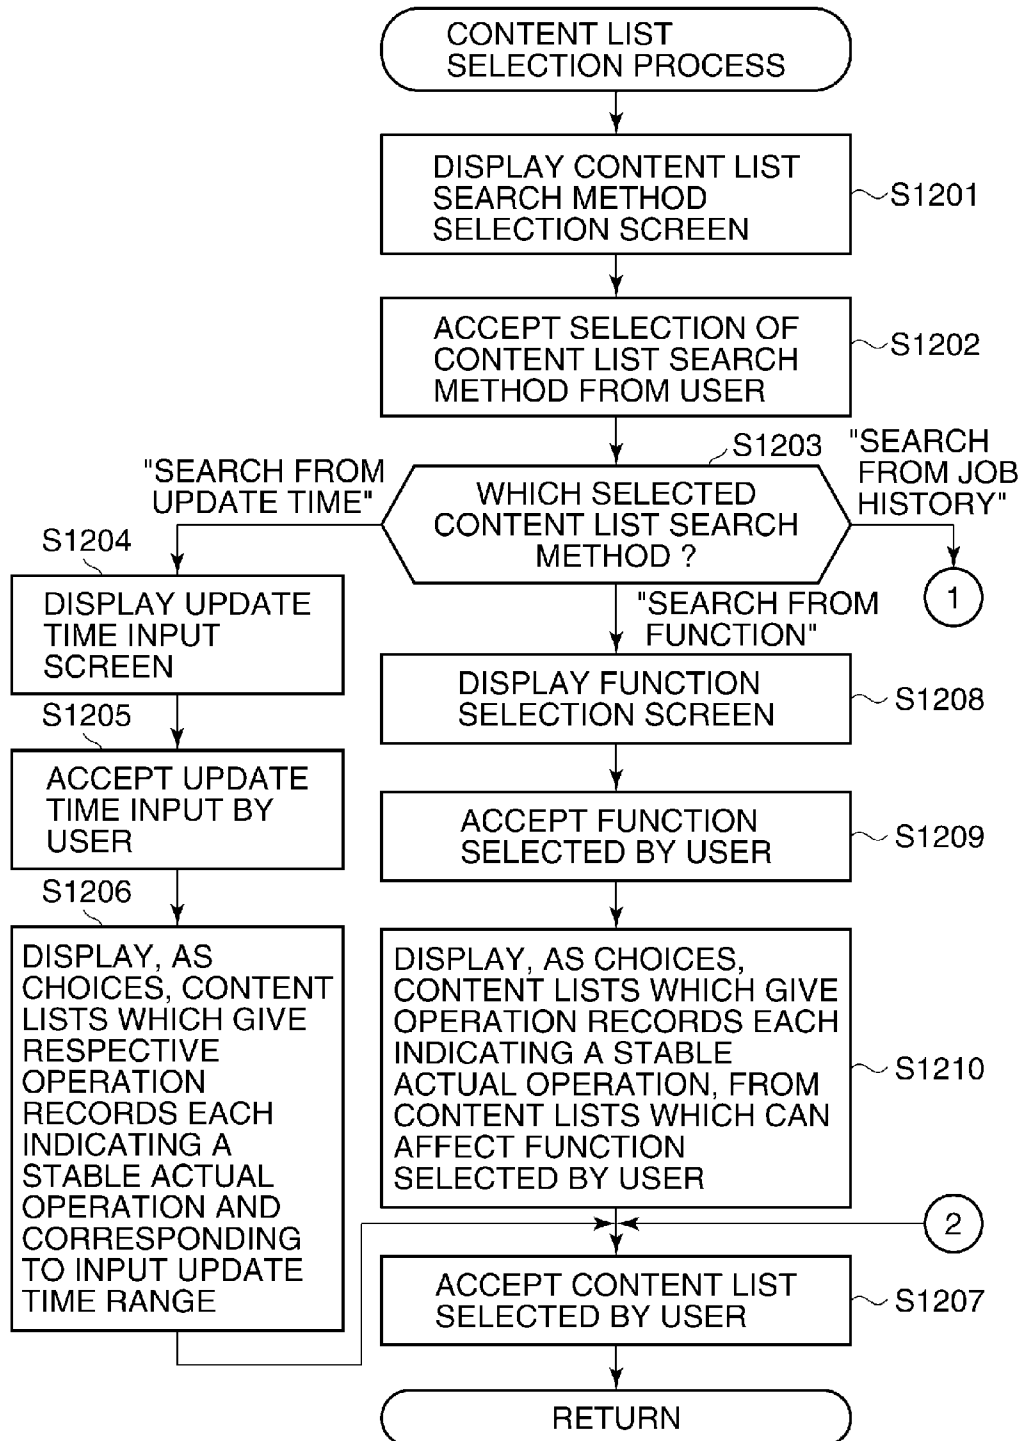 CONTENT LIST
SELECTION PROCESS
DISPLAY CONTENT LIST
SEARCH METHOD
SELECTION SCREEN
S1201
ACCEPT SELECTION OF
CONTENT LIST SEARCH
METHOD FROM USER
S1202
S1203
WHICH SELECTED
CONTENT LIST SEARCH
METHOD ?
"SEARCH FROM
UPDATE TIME"
"SEARCH
FROM JOB
HISTORY"
1
"SEARCH FROM
FUNCTION"
S1204
DISPLAY UPDATE
TIME INPUT
SCREEN
S1205
ACCEPT UPDATE
TIME INPUT BY
USER
S1206
DISPLAY, AS
CHOICES, CONTENT
LISTS WHICH GIVE
RESPECTIVE
OPERATION
RECORDS EACH
INDICATING A
STABLE ACTUAL
OPERATION AND
CORRESPONDING
TO INPUT UPDATE
TIME RANGE
DISPLAY FUNCTION
SELECTION SCREEN
S1208
ACCEPT FUNCTION
SELECTED BY USER
S1209
DISPLAY, AS CHOICES,
CONTENT LISTS WHICH GIVE
OPERATION RECORDS EACH
INDICATING A STABLE
ACTUAL OPERATION, FROM
CONTENT LISTS WHICH CAN
AFFECT FUNCTION
SELECTED BY USER
S1210
2
ACCEPT CONTENT LIST
SELECTED BY USER
S1207
RETURN